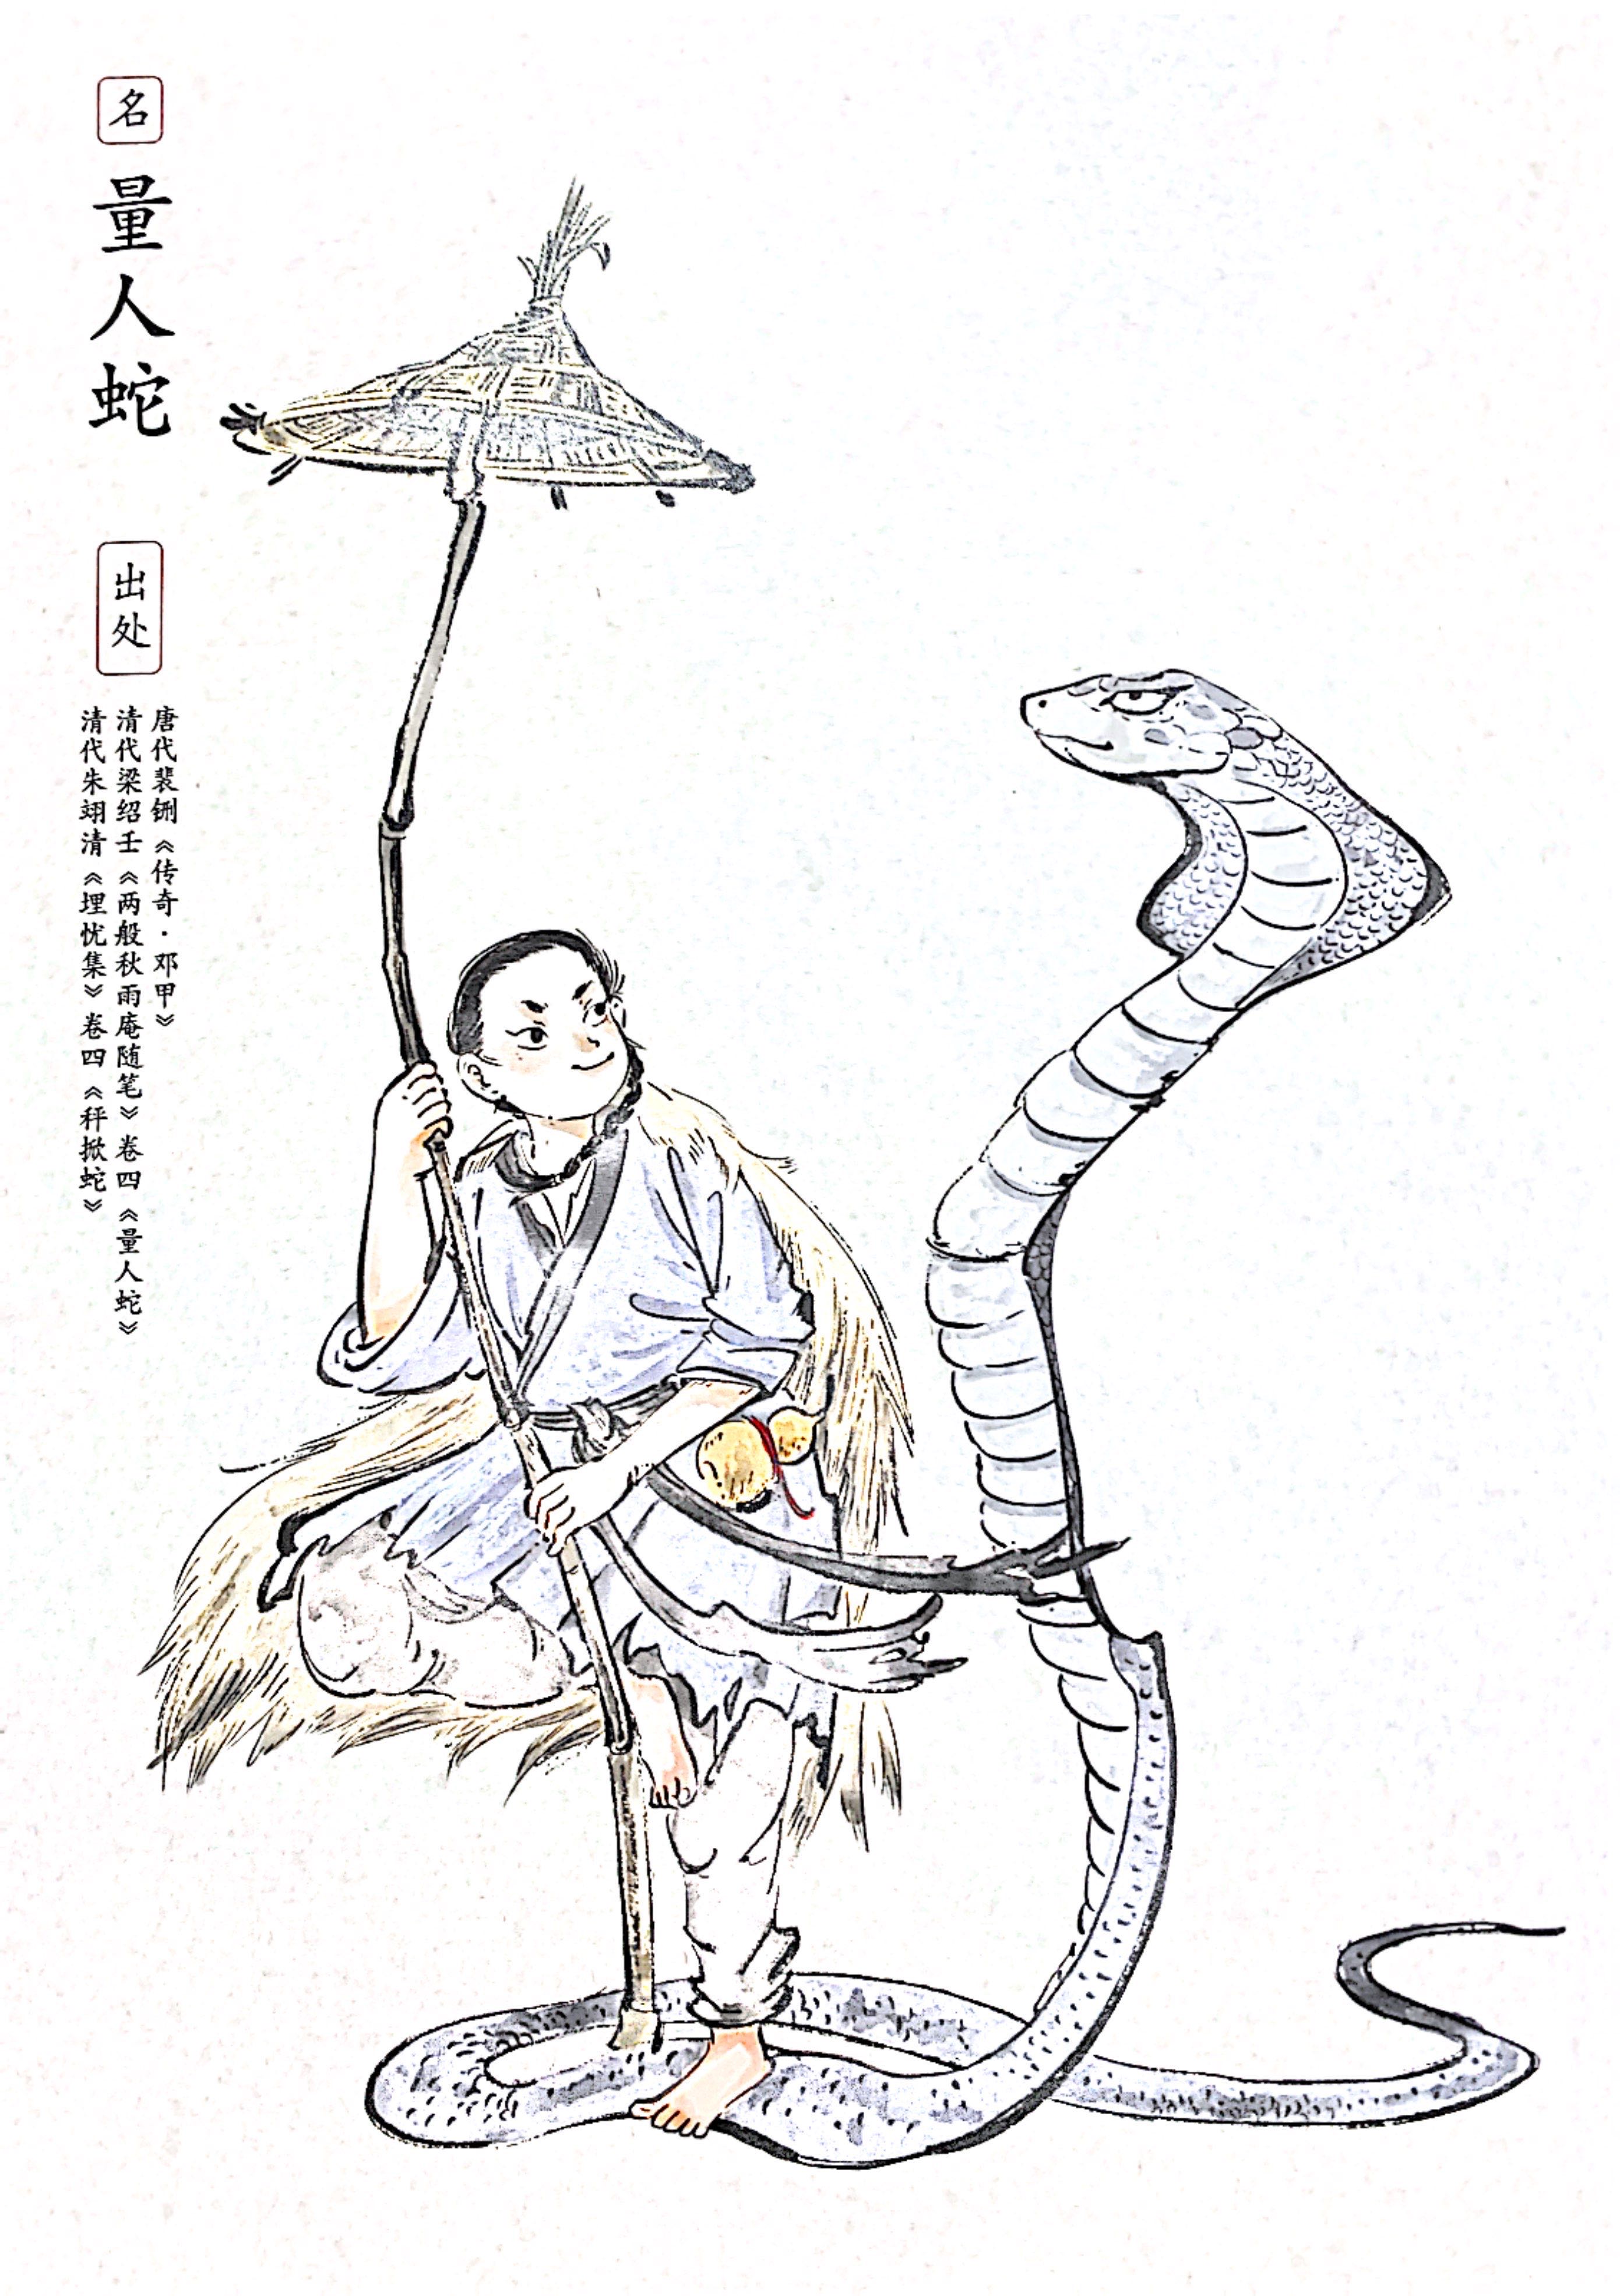 名
量人蛇
出处
唐代裴铏《传奇·邓甲》
清代梁绍壬《两般秋雨庵随笔》卷四《量人蛇》
清代朱翊清《埋忧集》卷四《秤掀蛇》